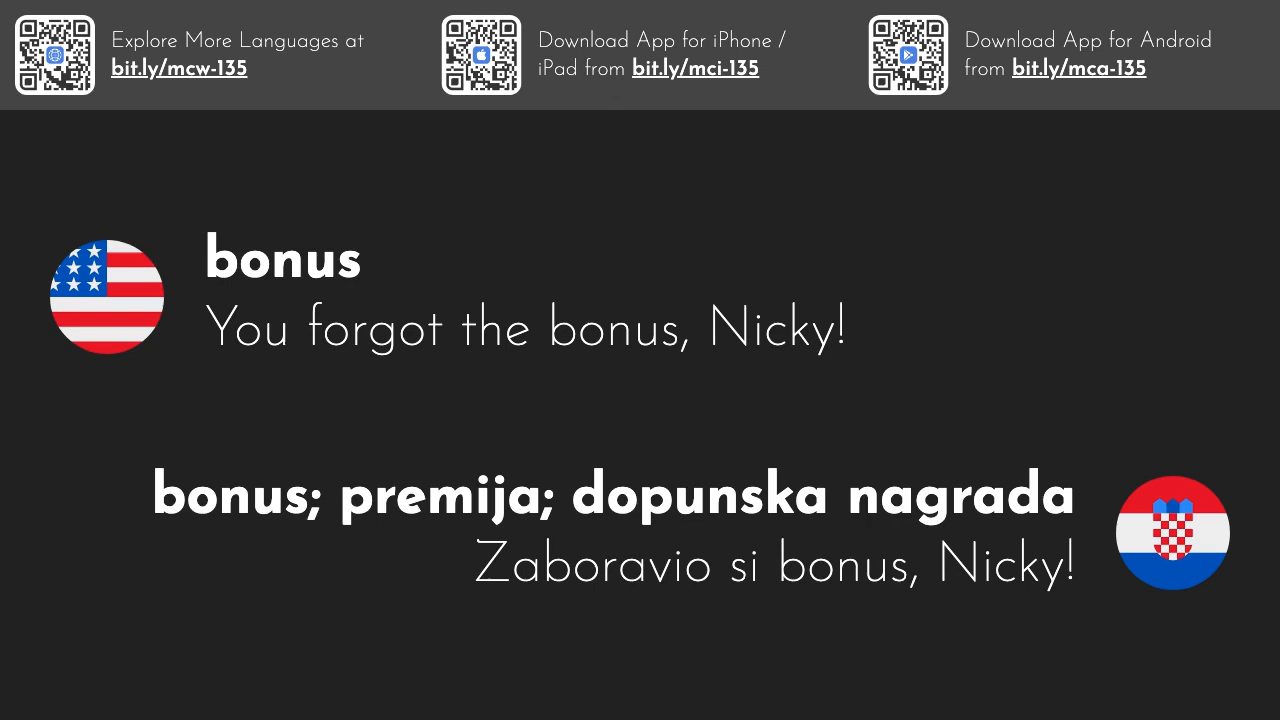 Explore More Languages at
bit.ly/mcw-135
Download App for iPhone /
iPad from bit.ly/mci-135
Download App for Android
from bit.ly/mca-135
bonus
You forgot the bonus, Nicky!
bonus; premija; dopunska nagrada
Zaboravio si bonus, Nicky!